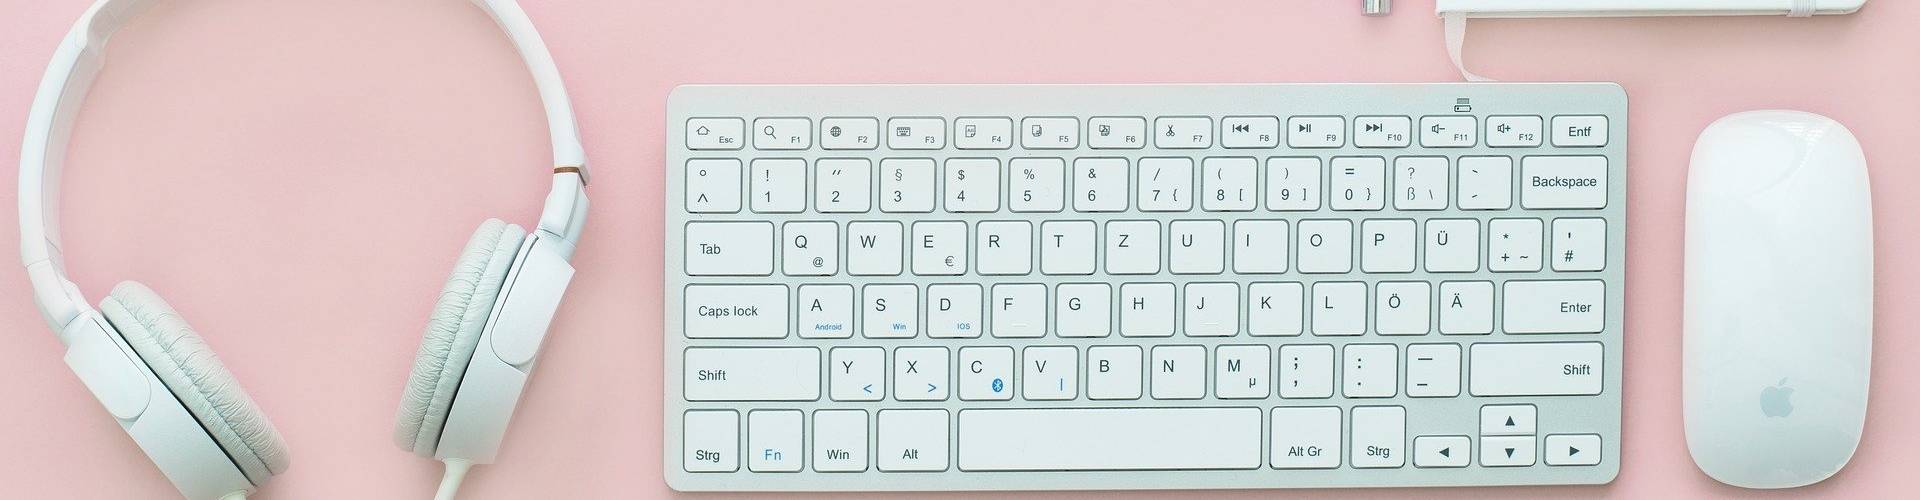 Esc F1 F2 F3 F4 F5 F6 F7 F8 F9 F10 F11 F12 Entf
° ! " § $ % & / ( ) = ? `
^ 1 2 3 4 5 6 7 { 8 [ 9 ] 0 } ß \ - Backspace
Tab Q W E R T Z U I O P Ü * '
@ € + ~ #
Caps lock A S D F G H J K L Ö Ä Enter
Android Win IOS
Shift Y X C V B N M ; : — Shift
< > | µ , . _
Strg Fn Win Alt Alt Gr Strg ◄ ▲ ▼ ►